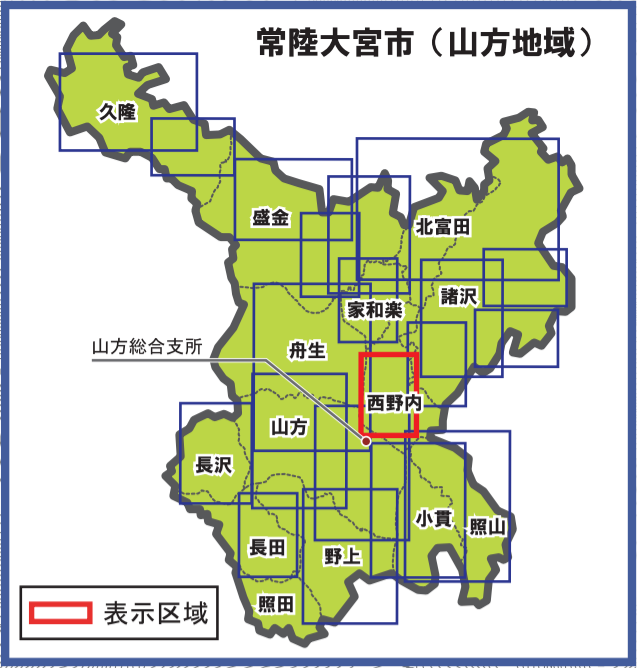 常陸大宮市（山方地域）
久隆
盛金
北富田
諸沢
家和楽
山方総合支所
舟生
西野内
山方
長沢
小貫
照山
長田
野上
照田
表示区域